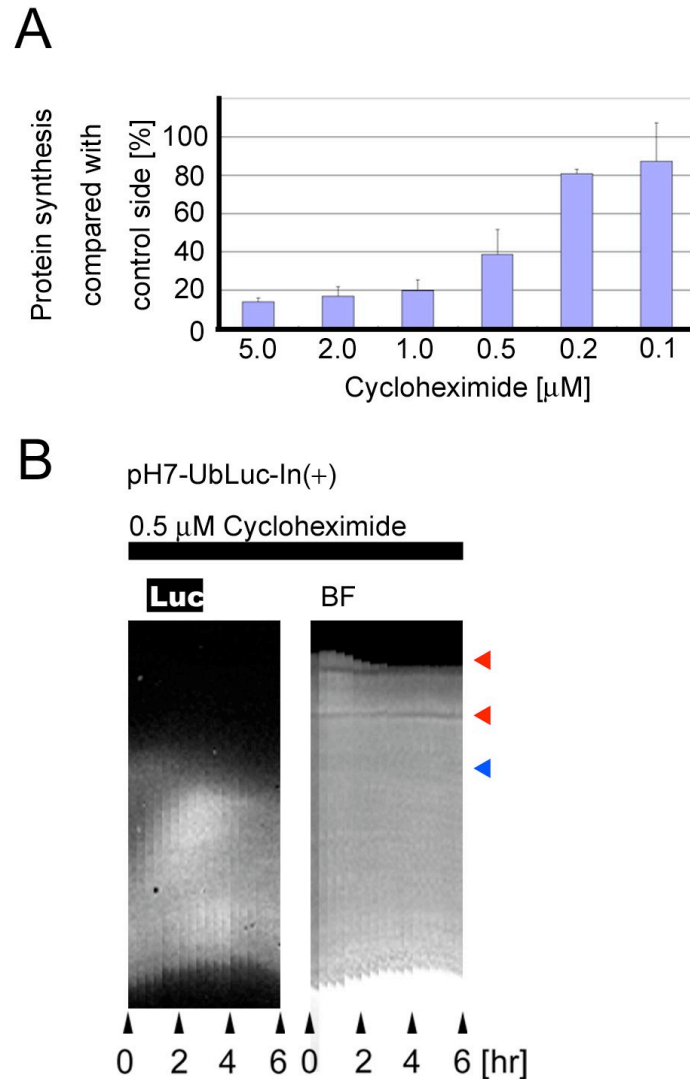 A
Protein synthesis
compared with
control side [%]
100
80
60
40
20
0
5.0 2.0 1.0 0.5 0.2 0.1
Cycloheximide [μM]
B
pH7-UbLuc-In(+)
0.5 μM Cycloheximide
Luc BF
0 2 4 6 0 2 4 6 [hr]